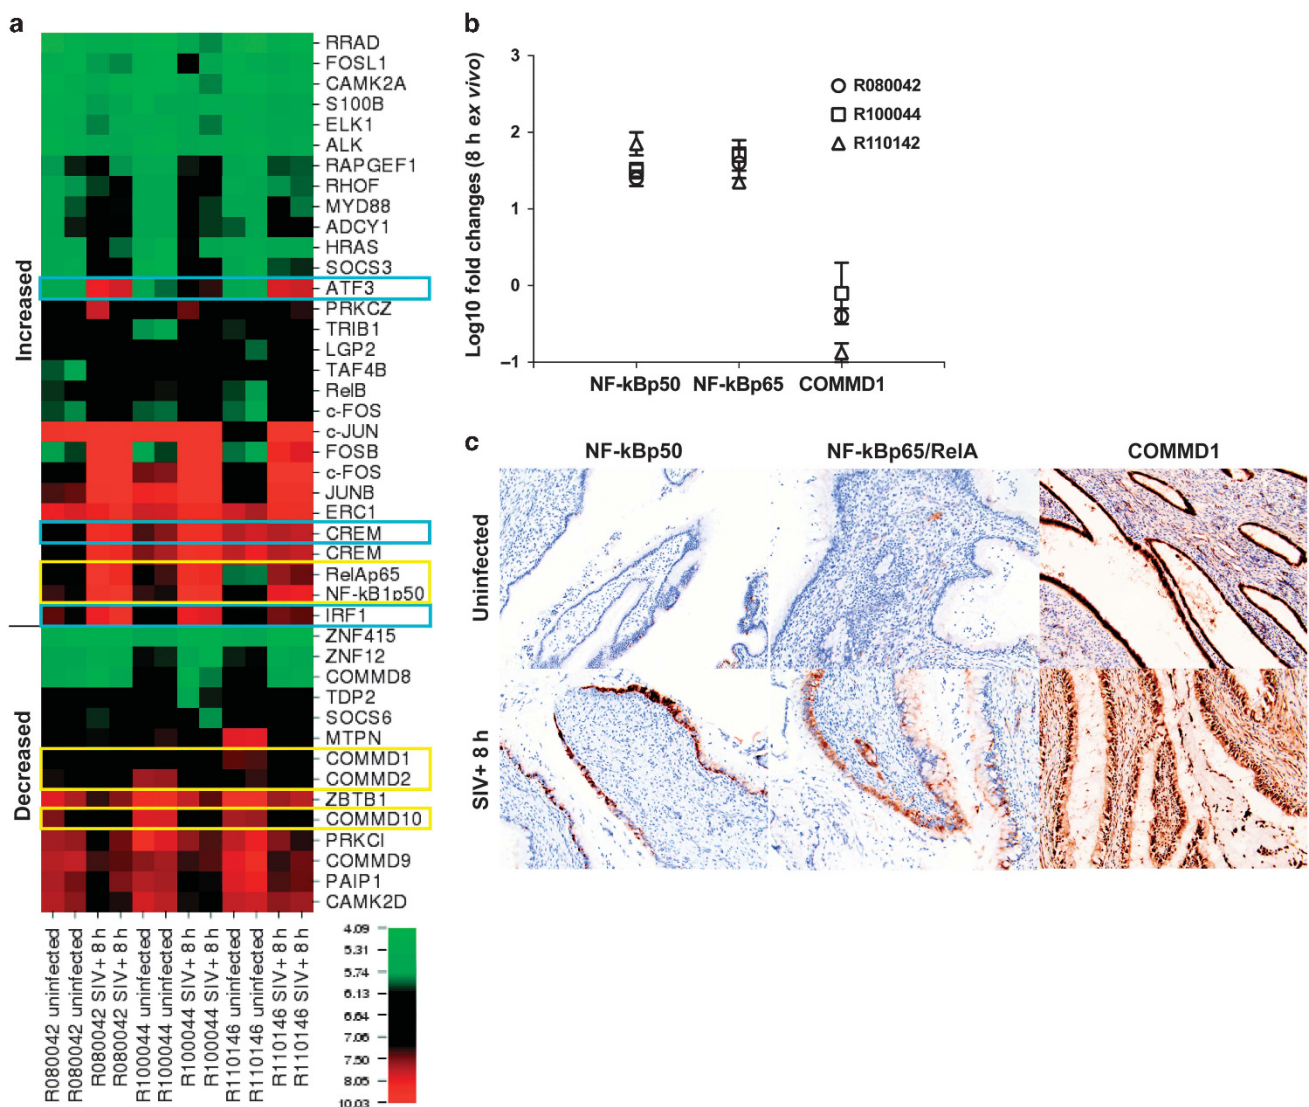 a
RRAD
FOSL1
CAMK2A
S100B
ELK1
ALK
RAPGEF1
RHOF
MYD88
ADCY1
HRAS
SOCS3
ATF3
PRKCZ
TRIB1
LGP2
TAF4B
RelB
c-FOS
c-JUN
FOSB
c-FOS
JUNB
ERC1
CREM
CREM
RelAp65
NF-kB1p50
IRF1
ZNF415
ZNF12
COMMD8
TDP2
SOCS6
MTPN
COMMD1
COMMD2
ZBTB1
COMMD10
PRKCI
COMMD9
PAIP1
CAMK2D
Increased
Decreased
R080042 uninfected
R080042 uninfected
R080042 SIV+ 8 h
R080042 SIV+ 8 h
R100044 uninfected
R100044 uninfected
R100044 SIV+ 8 h
R100044 SIV+ 8 h
R110146 uninfected
R110146 uninfected
R110146 SIV+ 8 h
R110146 SIV+ 8 h
4.09
5.31
5.74
6.13
6.64
7.06
7.50
8.05
10.03
b
Log10 fold changes (8 h ex vivo)
3
2
1
0
–1
R080042
R100044
R110142
NF-kBp50 NF-kBp65 COMMD1
c
NF-kBp50 NF-kBp65/RelA COMMD1
Uninfected
SIV+ 8 h